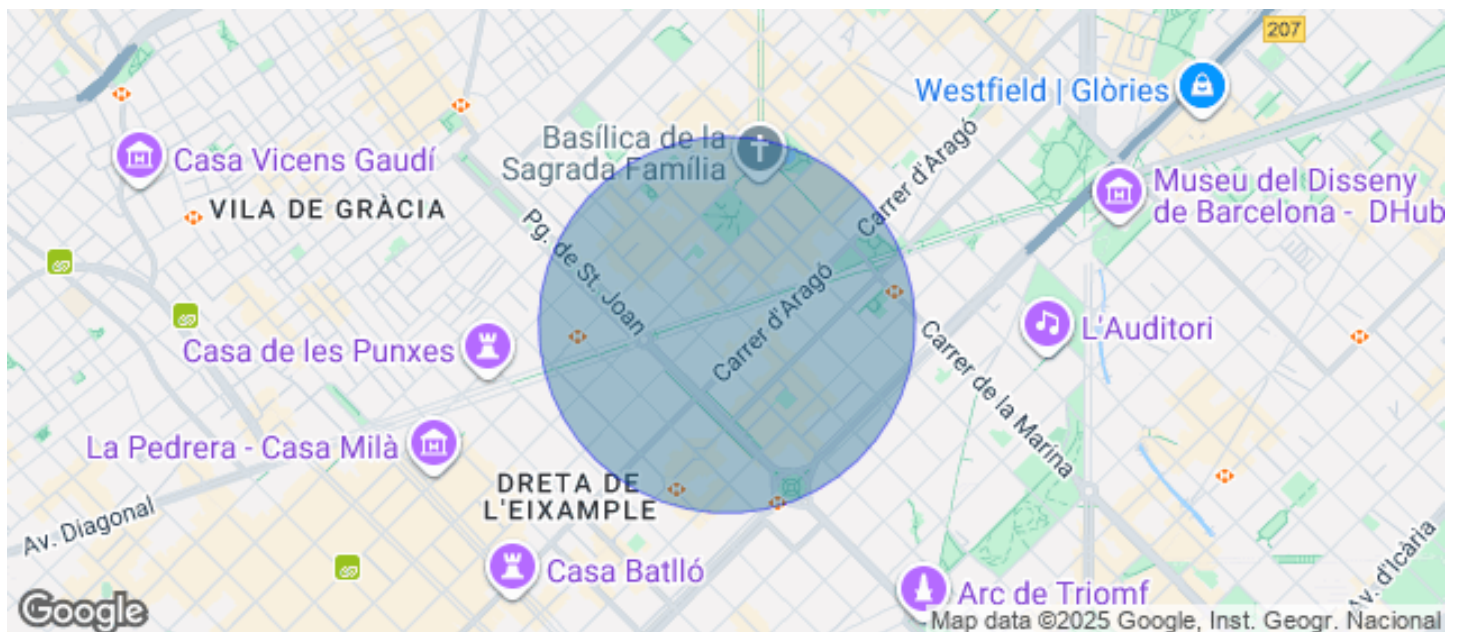 207
Westfield | Glòries
Basílica de la
Sagrada Família
Carrer d'Aragó
Casa Vicens Gaudí
Museu del Disseny
de Barcelona - DHub
VILA DE GRÀCIA
Pg. de St. Joan
Carrer d'Aragó
L'Auditori
Casa de les Punxes
Carrer de la Marina
La Pedrera - Casa Milà
DRETA DE
L'EIXAMPLE
Av. Diagonal
Av. d'Icària
Casa Batlló
Arc de Triomf
Google
Map data ©2025 Google, Inst. Geogr. Nacional